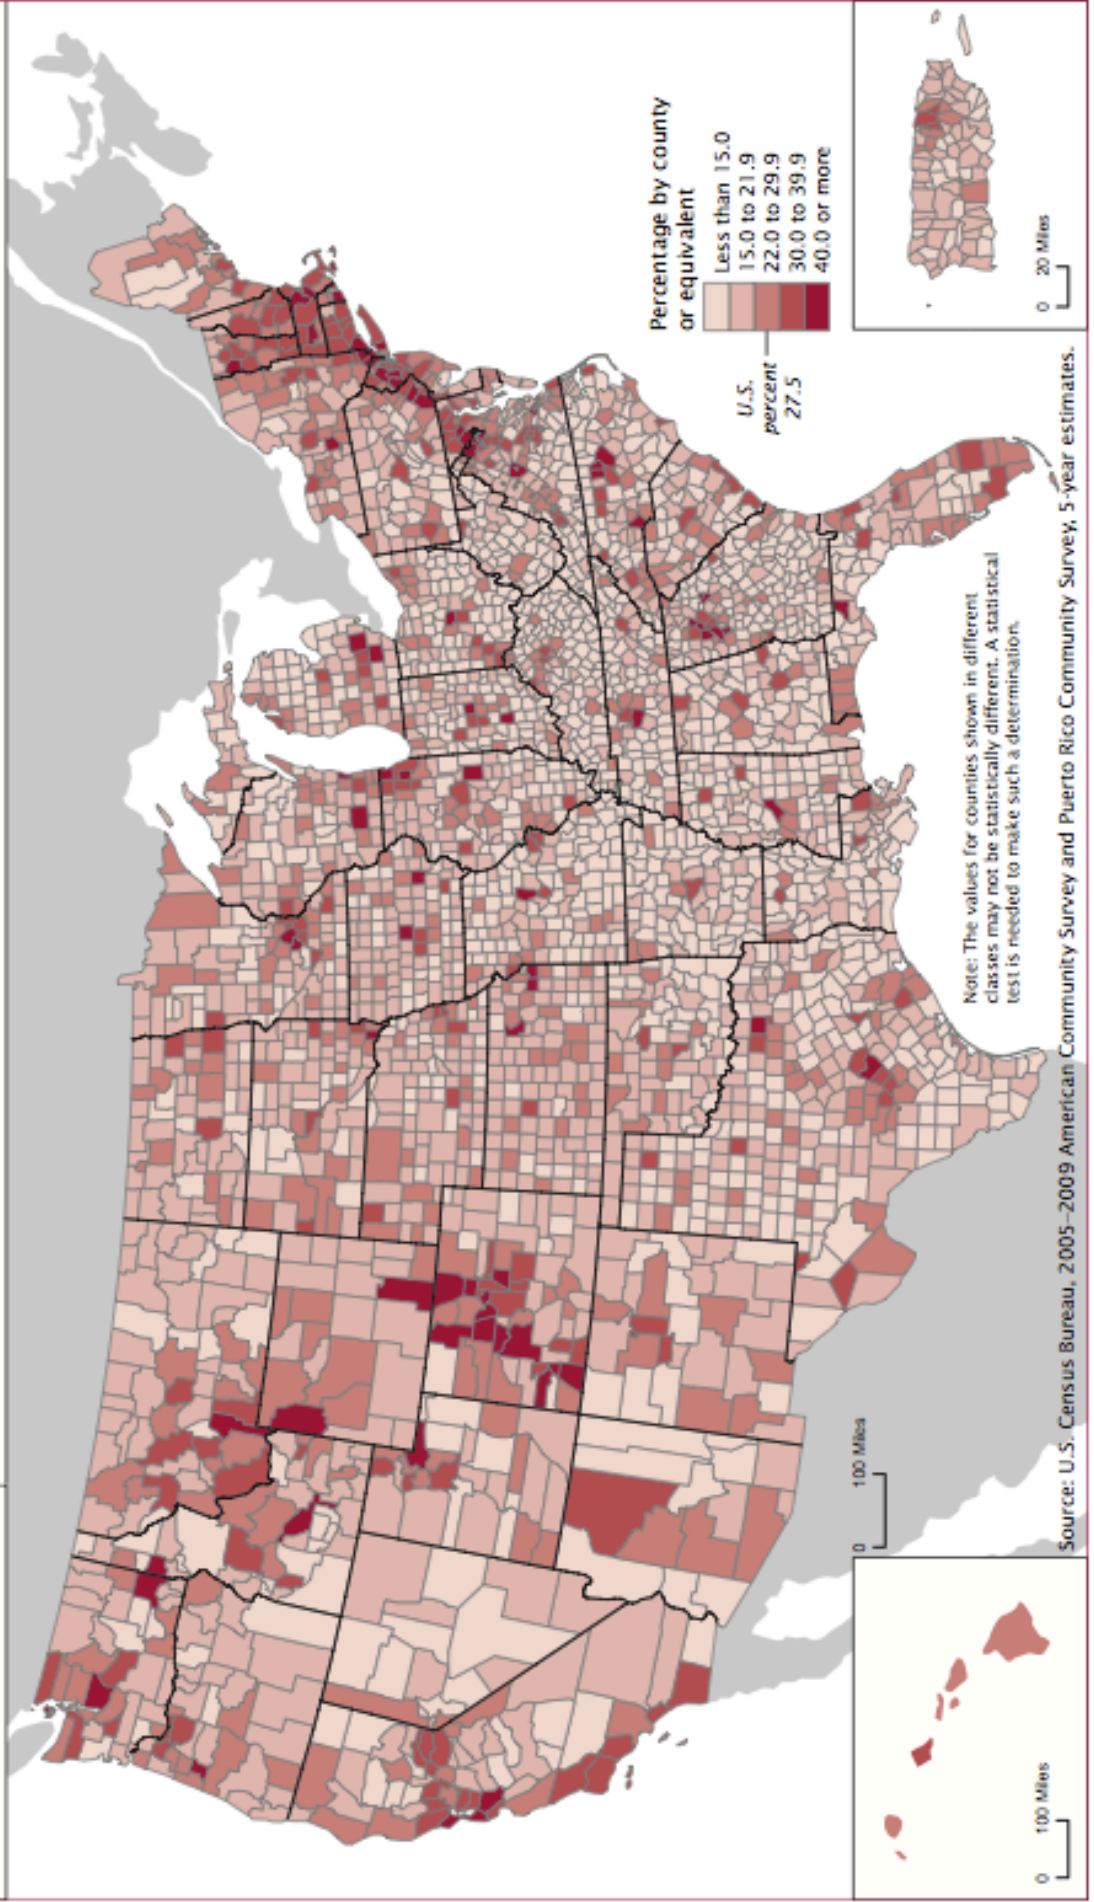 Percentage by county
or equivalent
Less than 15.0
15.0 to 21.9
22.0 to 29.9
30.0 to 39.9
40.0 or more
U.S.
percent
27.5
Note: The values for counties shown in different
classes may not be statistically different. A statistical
test is needed to make such a determination.
0 100 Miles
0 100 Miles
0 20 Miles
Source: U.S. Census Bureau, 2005–2009 American Community Survey and Puerto Rico Community Survey, 5-year estimates.